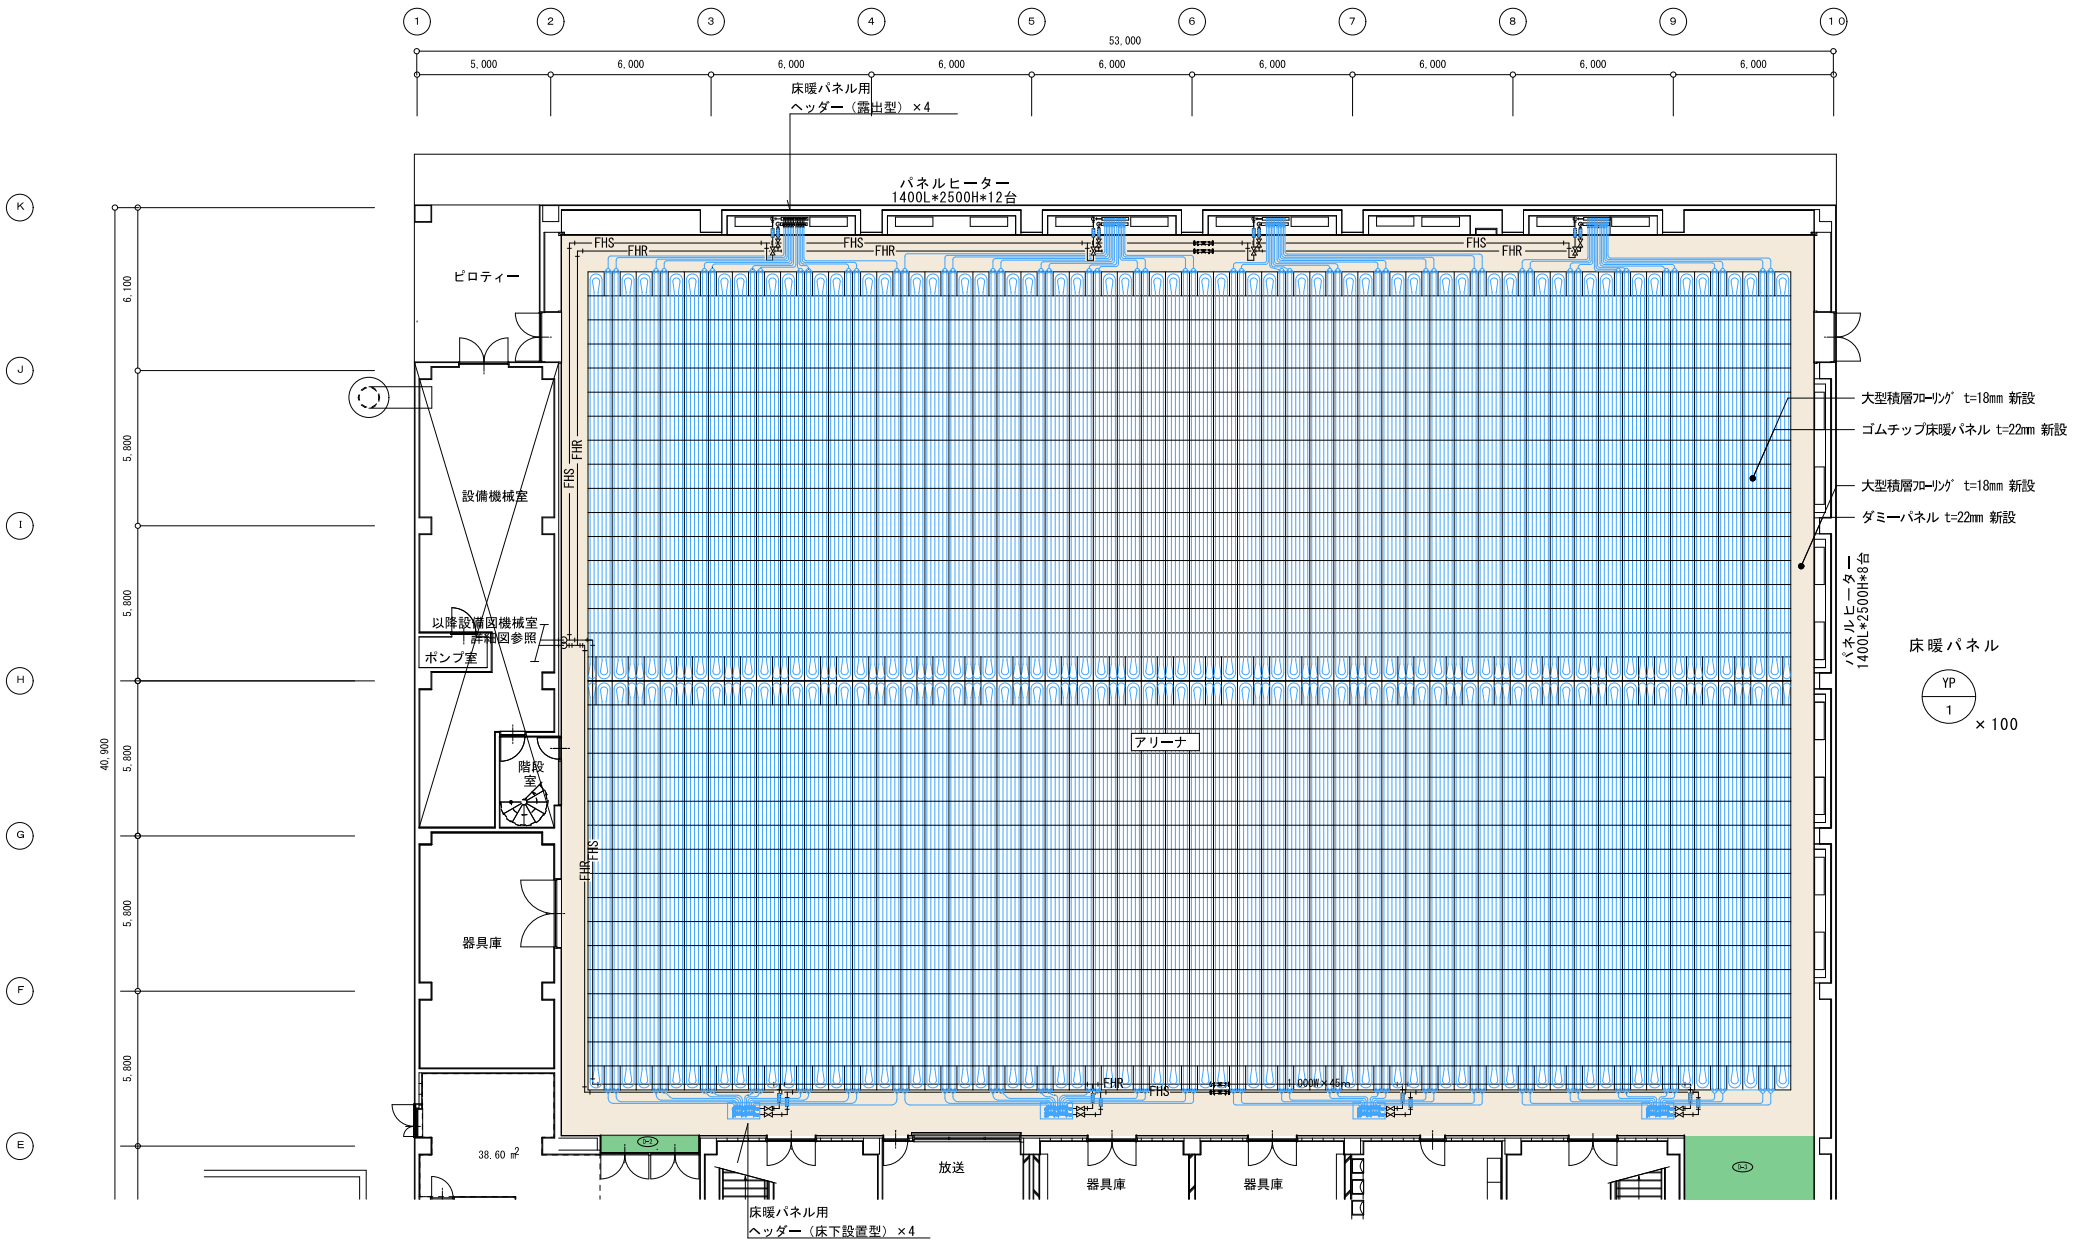 1 2 3 4 5 6 7 8 9 10
53,000
5,000 6,000 6,000 6,000 6,000 6,000 6,000 6,000 6,000
床暖パネル用
ヘッダー（露出型）×4
パネルヒーター
1400L*2500H*12台
K
FHS FHS FHS
FHR FHR FHR
ピロティー
6,100
J
大型積層フローリング t=18mm 新設
ゴムチップ床暖パネル t=22mm 新設
5,800
FHR
FHS
設備機械室
大型積層フローリング t=18mm 新設
ダミーパネル t=22mm 新設
I
パネルヒーター
1400L*2500H*8台
5,800
以降設備図機械室
詳細図参照
ポンプ室
床暖パネル
YP
1
×100
H
アリーナ
40,900
5,800
階段
室
G
FHS
FHR
5,800
器具庫
F
5,800
FHR
FHS
1,000W×45m
E
38.60 m²
D-2
放送
器具庫
器具庫
D-3
床暖パネル用
ヘッダー（床下設置型）×4